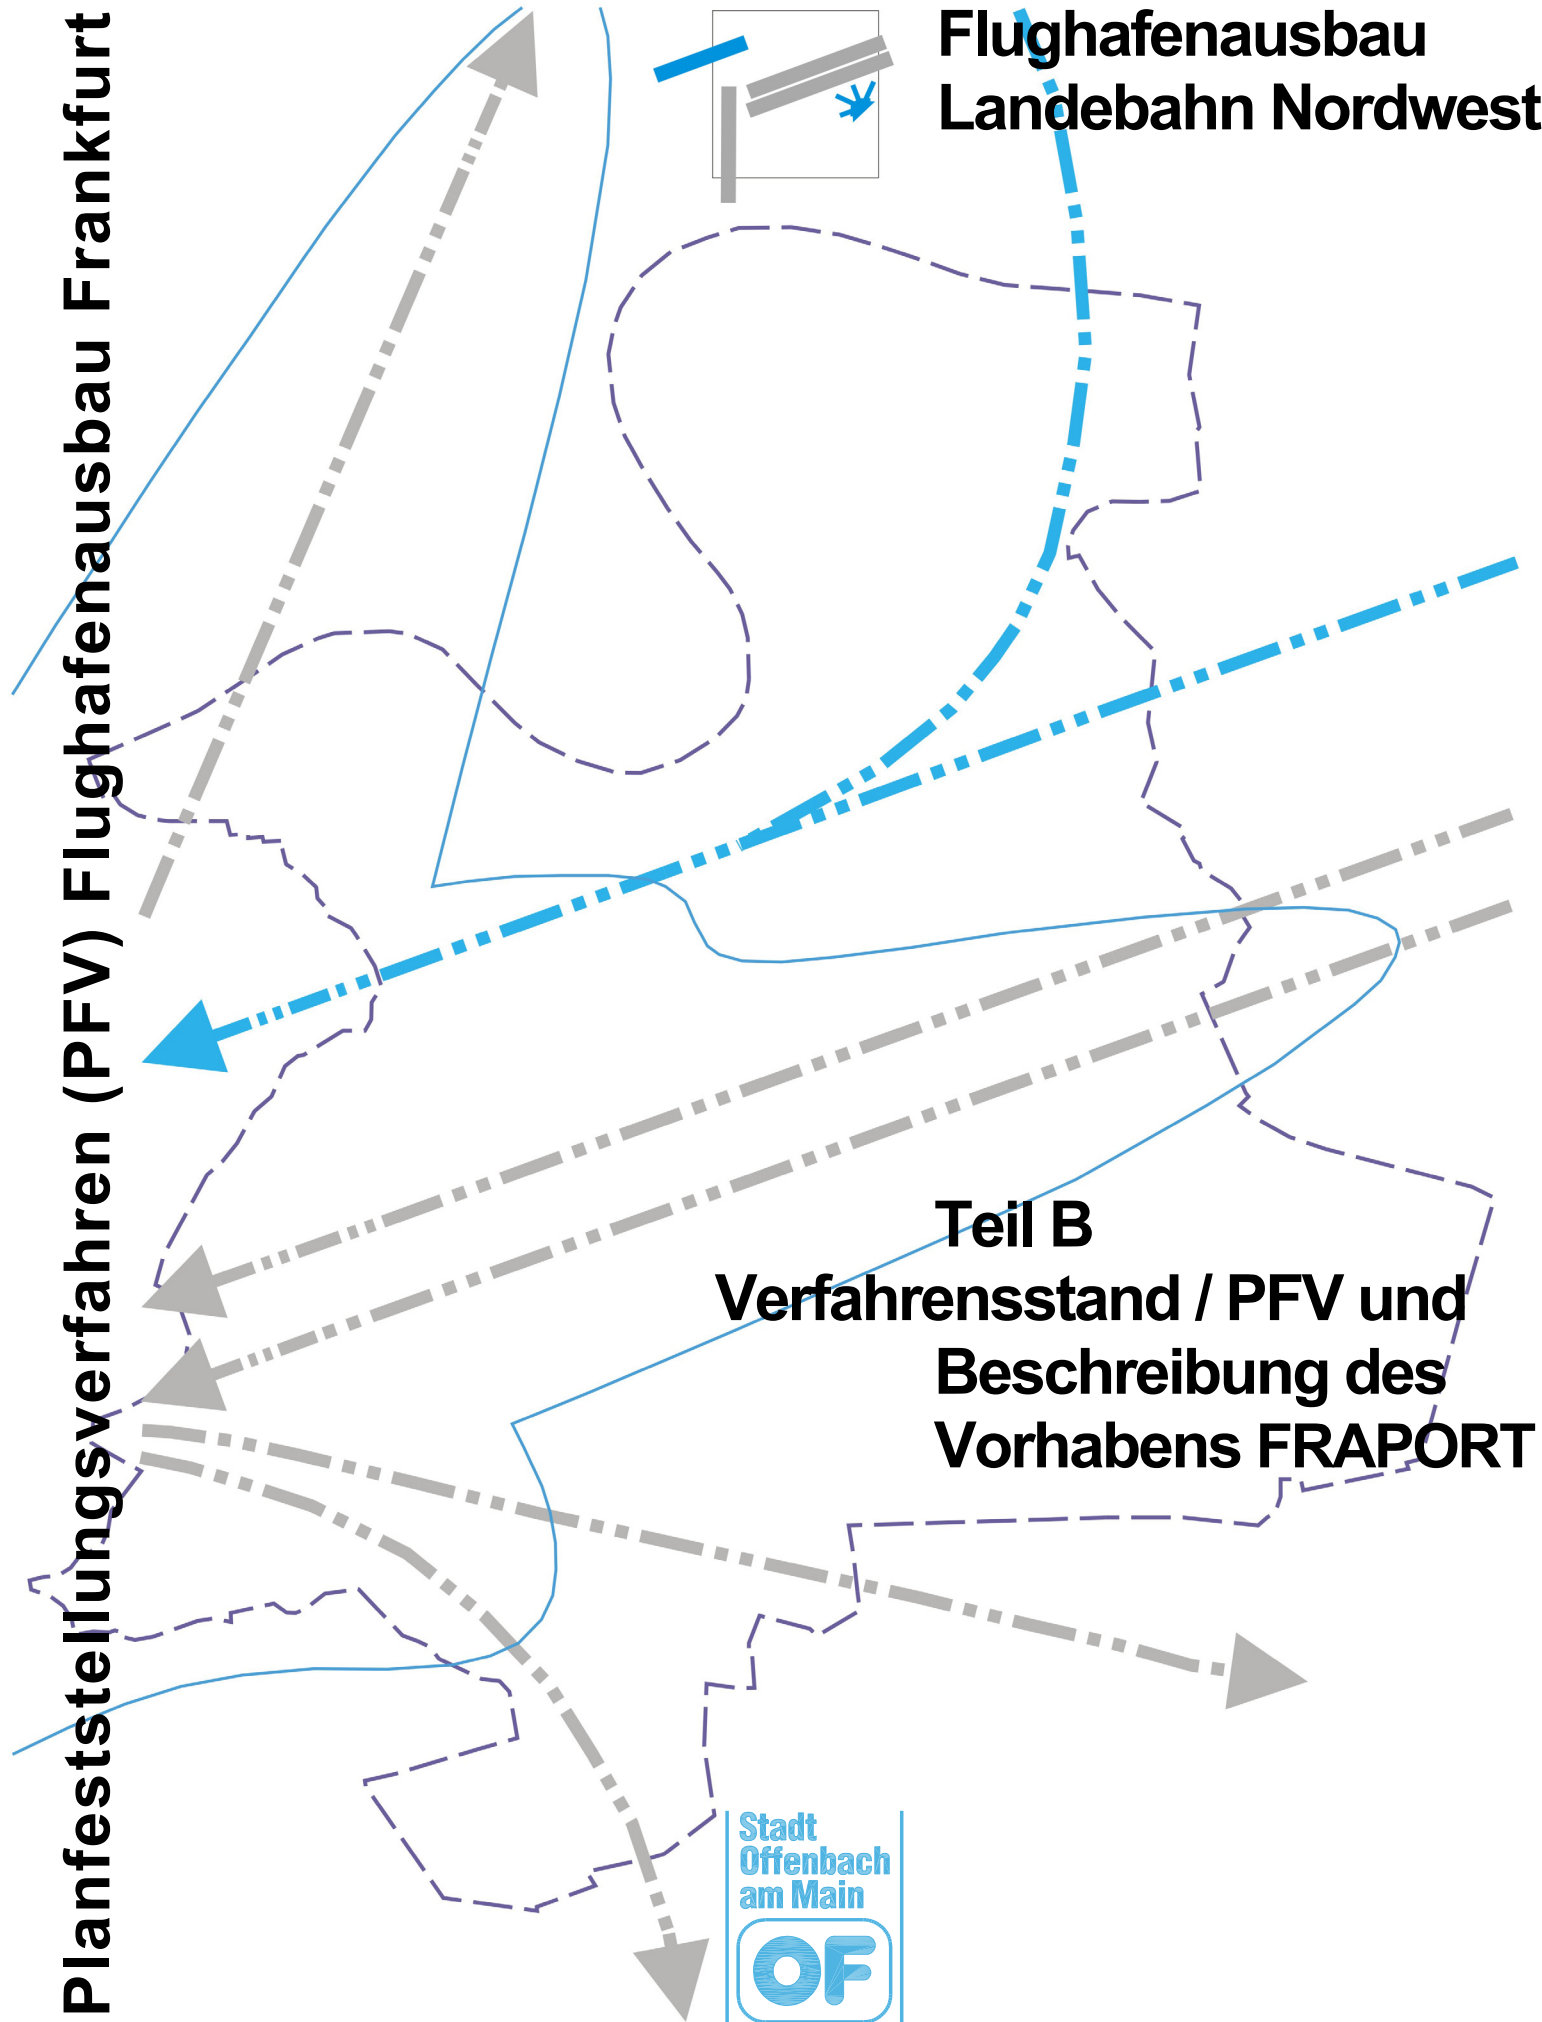 Planfeststellungsverfahren (PFV) Flughafenausbau Frankfurt
Flughafenausbau
Landebahn Nordwest
Teil B
Verfahrensstand / PFV und
Beschreibung des
Vorhabens FRAPORT
Stadt
Offenbach
am Main
OF